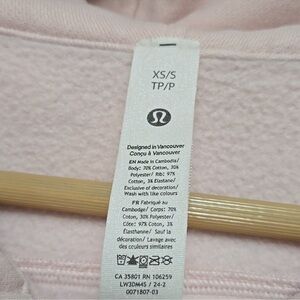 XS/S
TP/P
Designed in Vancouver
Conçu à Vancouver
EN Made in Cambodia/
Body: 70% Cotton, 30%
Polyester/ Rib: 97%
Cotton, 3% Elastane/
Exclusive of decoration/
Wash with like colours
FR Fabriqué au
Cambodge/ Corps: 70%
Coton, 30% Polyester/
Côte: 97% Coton, 3%
Élasthanne/ Sauf la
décoration/ Lavage avec
des coloris similaires
CA 35801 RN 106259
LW3DM4S / 24-2
0071807-03